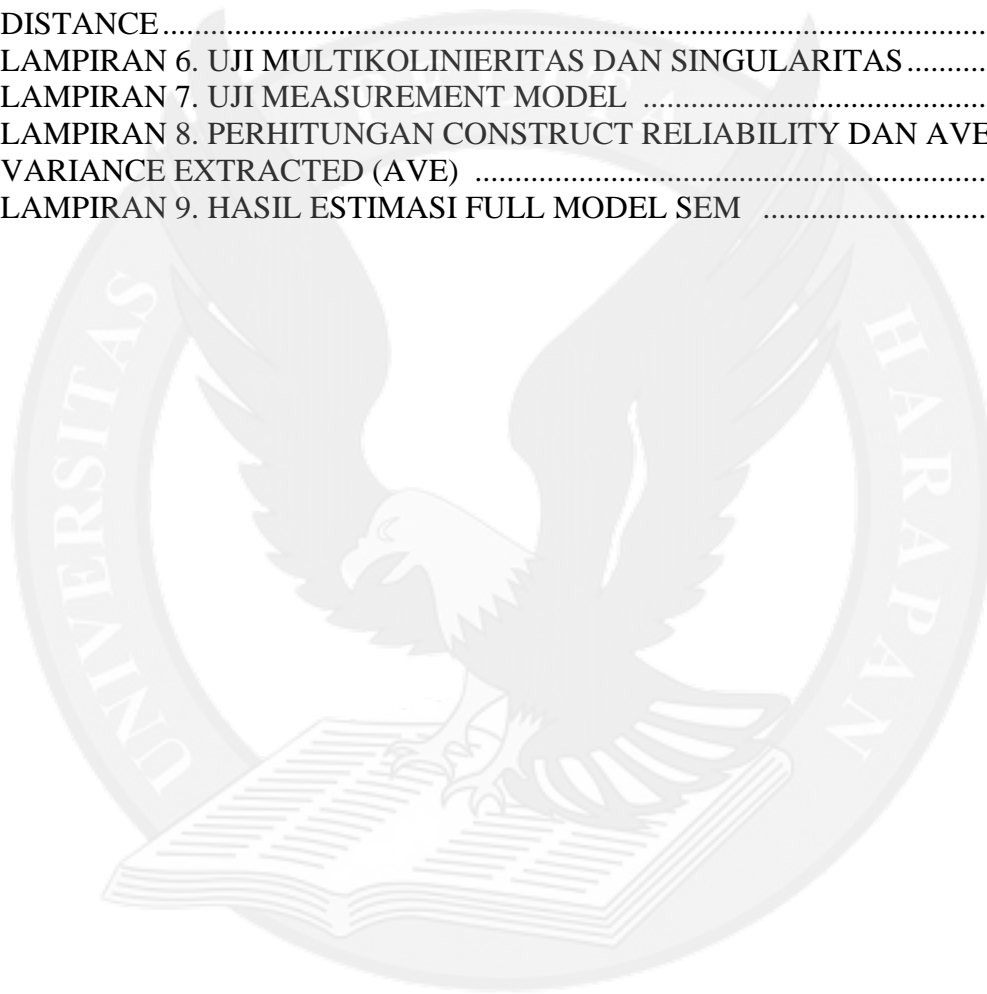 DISTANCE................................................................................................
LAMPIRAN 6. UJI MULTIKOLINIERITAS DAN SINGULARITAS..........
LAMPIRAN 7. UJI MEASUREMENT MODEL ........................................
LAMPIRAN 8. PERHITUNGAN CONSTRUCT RELIABILITY DAN AVE
VARIANCE EXTRACTED (AVE) ............................................................
LAMPIRAN 9. HASIL ESTIMASI FULL MODEL SEM ..........................
UNIVERSITAS PELITA HARAPAN